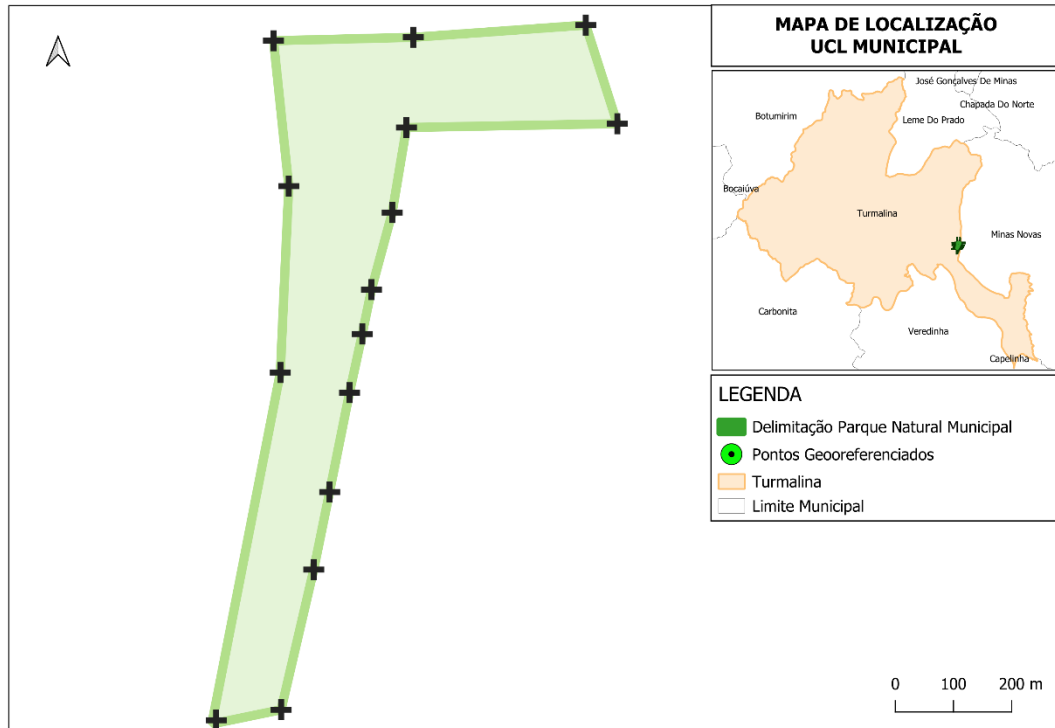 MAPA DE LOCALIZAÇÃO
UCL MUNICIPAL
José Gonçalves De Minas
Chapada Do Norte
Botumirim
Leme Do Prado
Bocaiúva
Turmalina
Minas Novas
Carbonita
Veredinha
Capelinha
LEGENDA
Delimitação Parque Natural Municipal
Pontos Geooreferenciados
Turmalina
Limite Municipal
0 100 200 m